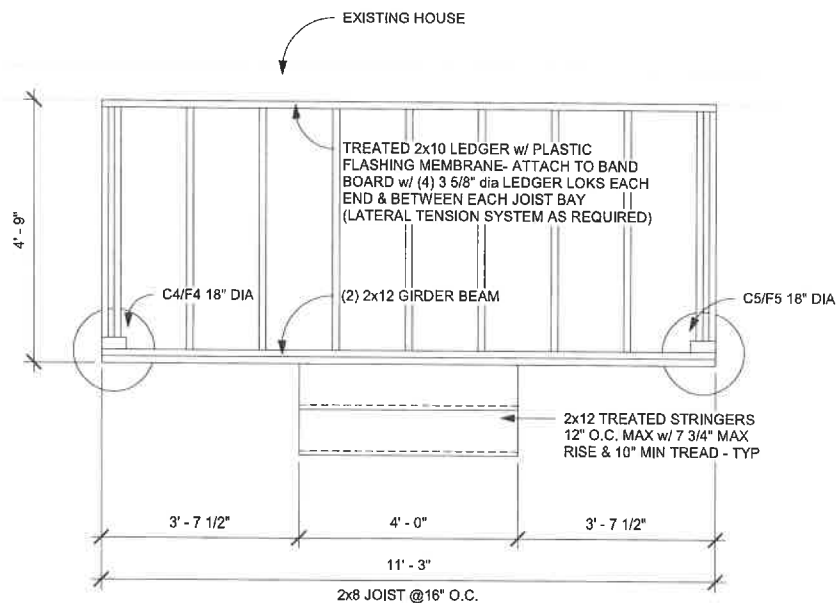 EXISTING HOUSE
TREATED 2x10 LEDGER w/ PLASTIC
FLASHING MEMBRANE- ATTACH TO BAND
BOARD w/ (4) 3 5/8" dia LEDGER LOKS EACH
END & BETWEEN EACH JOIST BAY
(LATERAL TENSION SYSTEM AS REQUIRED)
4' - 9"
C4/F4 18" DIA
(2) 2x12 GIRDER BEAM
C5/F5 18" DIA
2x12 TREATED STRINGERS
12" O.C. MAX w/ 7 3/4" MAX
RISE & 10" MIN TREAD - TYP
3' - 7 1/2"
4' - 0"
3' - 7 1/2"
11' - 3"
2x8 JOIST @16" O.C.